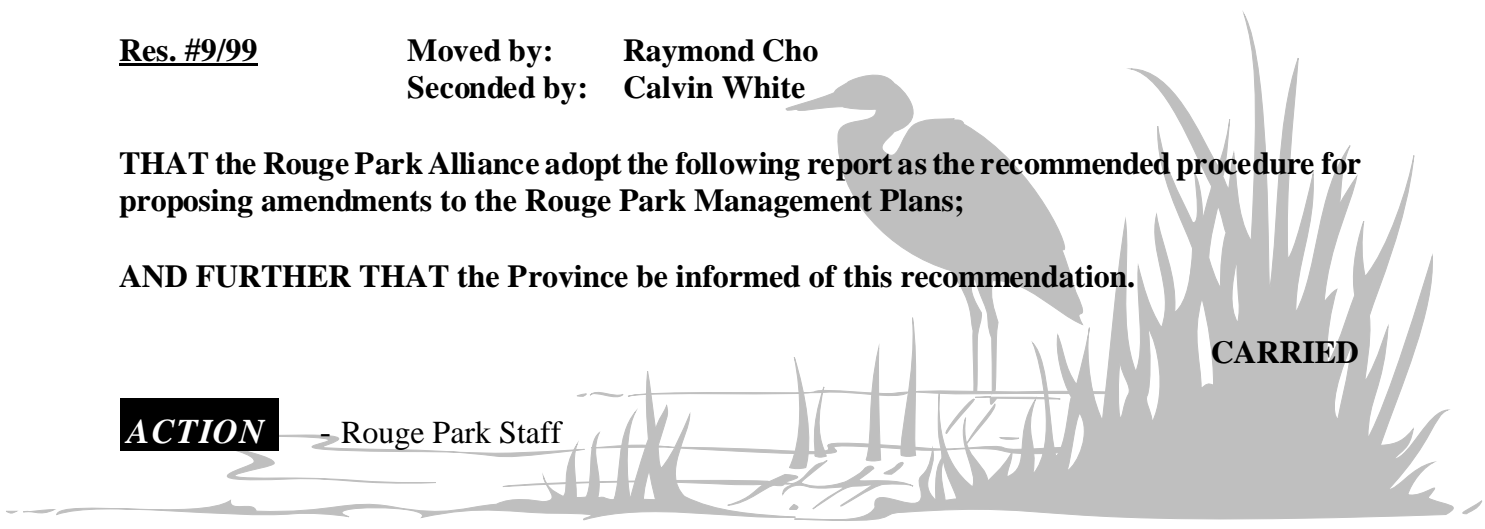 Res. #9/99 Moved by: Raymond Cho
Seconded by: Calvin White
THAT the Rouge Park Alliance adopt the following report as the recommended procedure for
proposing amendments to the Rouge Park Management Plans;
AND FURTHER THAT the Province be informed of this recommendation.
CARRIED
ACTION - Rouge Park Staff